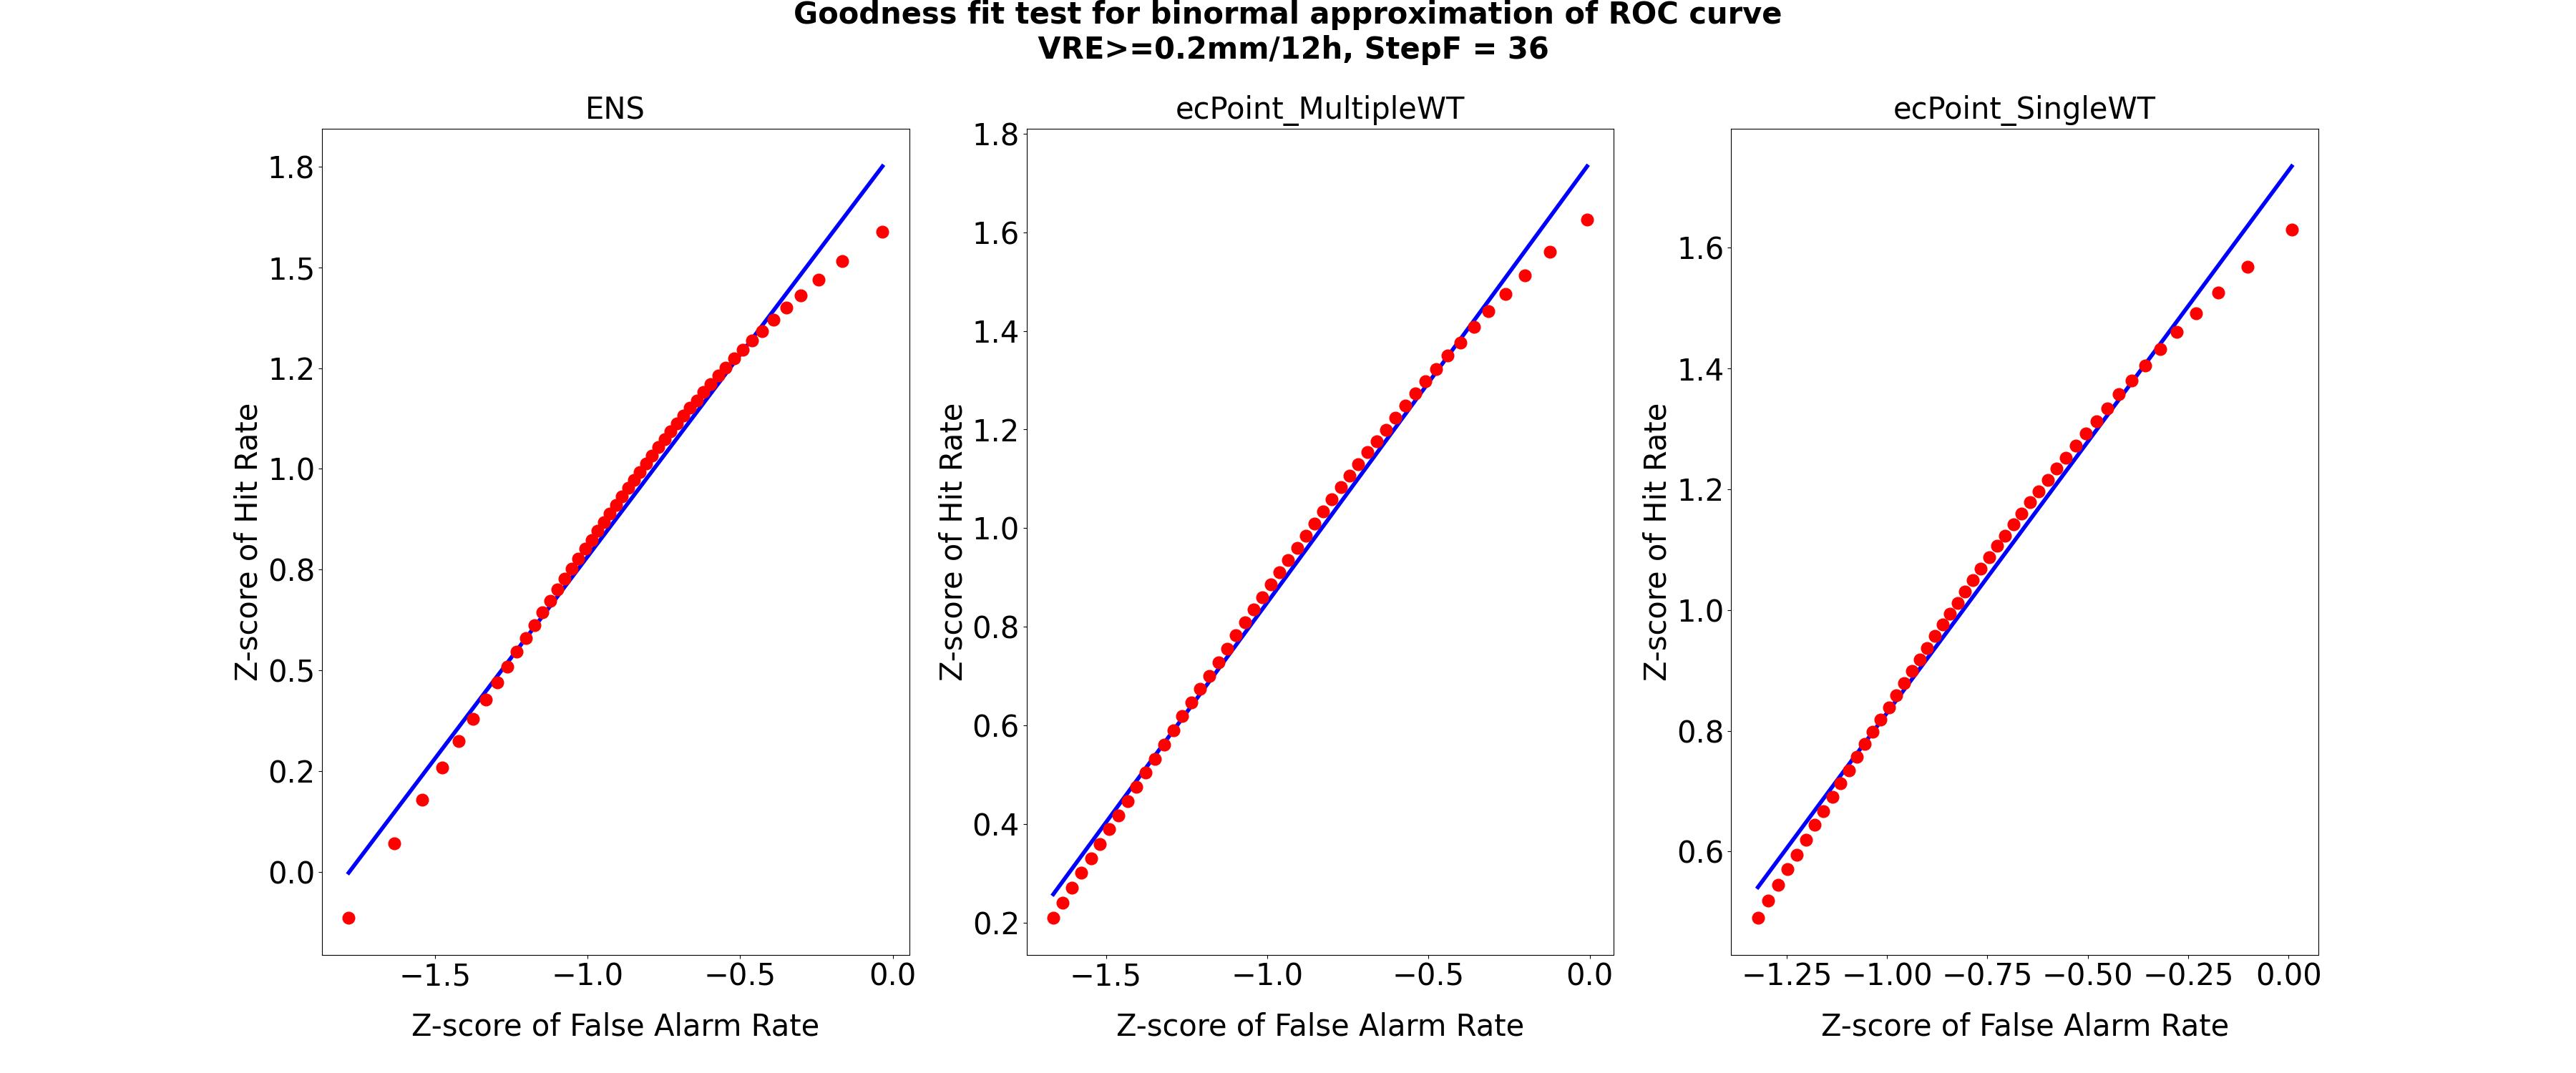 Goodness fit test for binormal approximation of ROC curve
VRE>=0.2mm/12h, StepF = 36
ENS
1.8
1.5
1.2
1.0
0.8
0.5
0.2
0.0
Z-score of Hit Rate
−1.5 −1.0 −0.5 0.0
Z-score of False Alarm Rate
ecPoint_MultipleWT
1.8
1.6
1.4
1.2
1.0
0.8
0.6
0.4
0.2
Z-score of Hit Rate
−1.5 −1.0 −0.5 0.0
Z-score of False Alarm Rate
ecPoint_SingleWT
1.6
1.4
1.2
1.0
0.8
0.6
Z-score of Hit Rate
−1.25 −1.00 −0.75 −0.50 −0.25 0.00
Z-score of False Alarm Rate